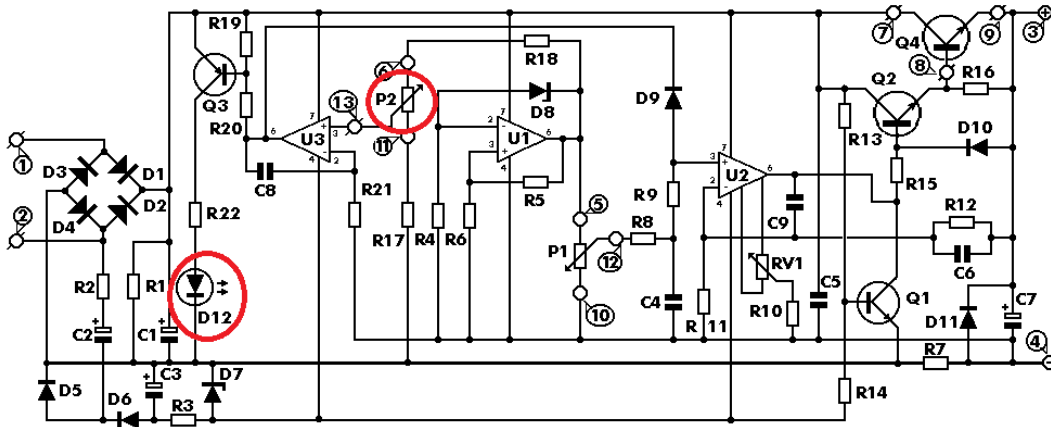 7 9 3 +
R19 Q4
6 R18 8 R16
Q3 P2 D8 D9 Q2
13
R20 7 2 - 7
6 + 3 U1 6 R13 D10
U3 - 2 3 + 3 +
1 4 11 4 U2 6
D3 D1 C8 R21 R5 2 - R15
D4 D2 R9 4
2 R22 5 R8 R12
R17 R4 R6 C9
P1 12 RV1 C6
R2 R1 C5
10 C4 Q1
+ + D12 R10 D11 + C7
C2 C1 R 11
4
+ C3 D7 R7 -
D5 D6 R3 R14